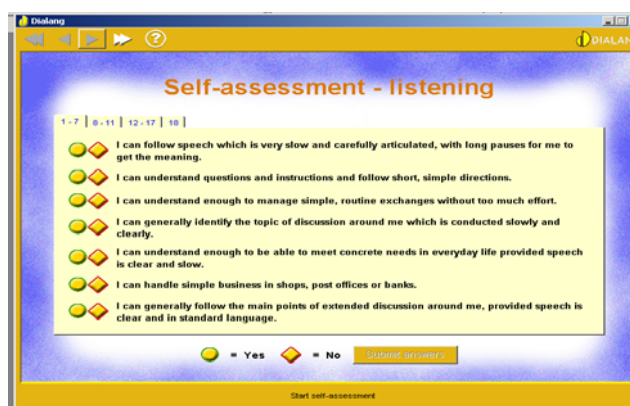 Dialang
DIALAN
Self-assessment - listening
1 - 7 | 8 - 11 | 12 - 17 | 18 |
I can follow speech which is very slow and carefully articulated, with long pauses for me to
get the meaning.
I can understand questions and instructions and follow short, simple directions.
I can understand enough to manage simple, routine exchanges without too much effort.
I can generally identify the topic of discussion around me which is conducted slowly and
clearly.
I can understand enough to be able to meet concrete needs in everyday life provided speech
is clear and slow.
I can handle simple business in shops, post offices or banks.
I can generally follow the main points of extended discussion around me, provided speech is
clear and in standard language.
= Yes = No Submit answers
Start self-assessment